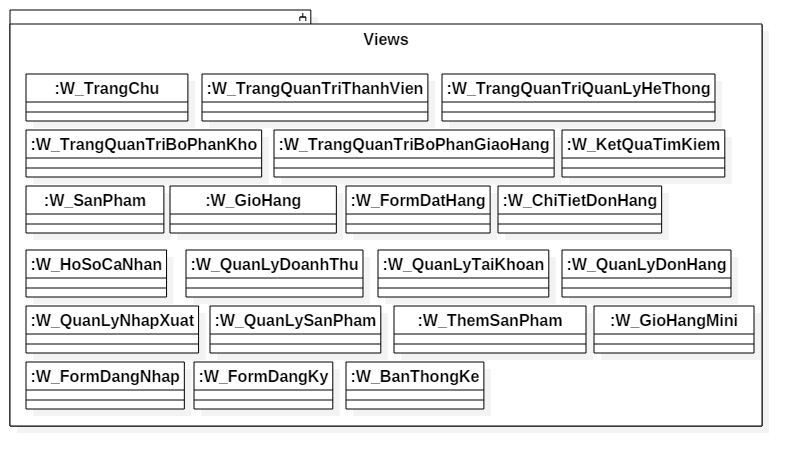 Views
:W_TrangChu :W_TrangQuanTriThanhVien :W_TrangQuanTriQuanLyHeThong
:W_TrangQuanTriBoPhanKho :W_TrangQuanTriBoPhanGiaoHang :W_KetQuaTimKiem
:W_SanPham :W_GioHang :W_FormDatHang :W_ChiTietDonHang
:W_HoSoCaNhan :W_QuanLyDoanhThu :W_QuanLyTaiKhoan :W_QuanLyDonHang
:W_QuanLyNhapXuat :W_QuanLySanPham :W_ThemSanPham :W_GioHangMini
:W_FormDangNhap :W_FormDangKy :W_BanThongKe